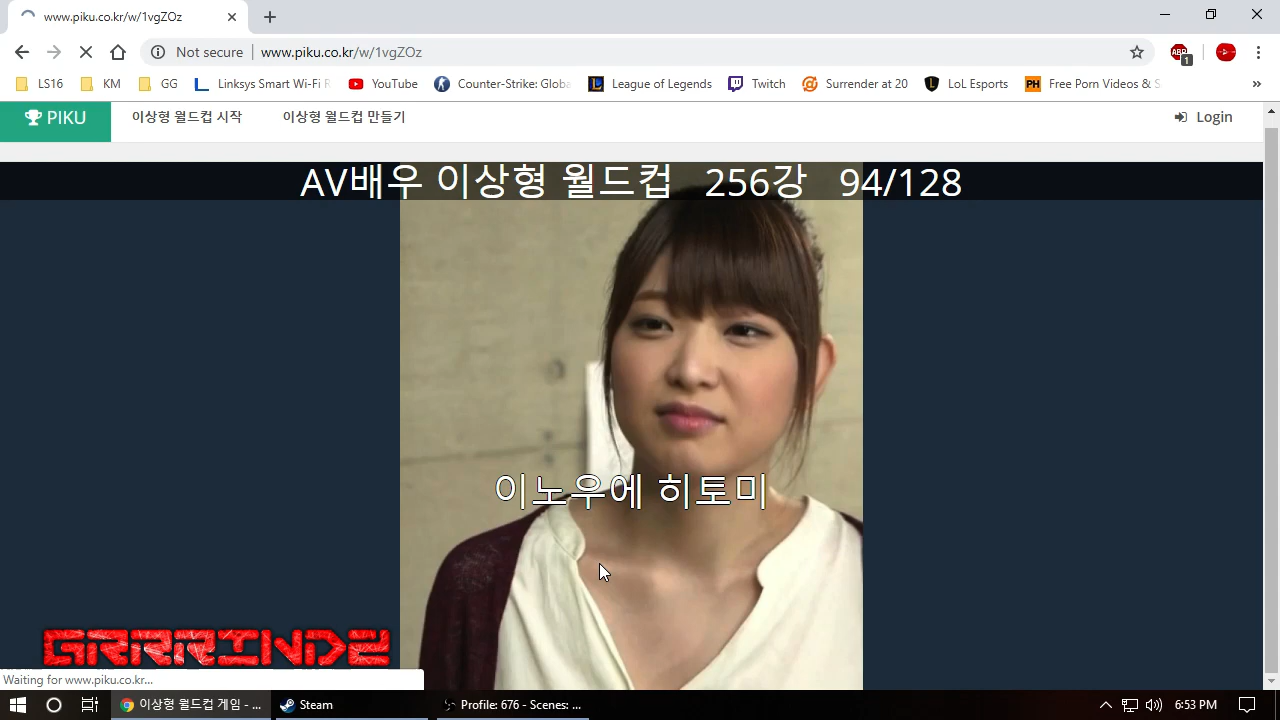 www.piku.co.kr/w/1vgZOz
Not secure www.piku.co.kr/w/1vgZOz
ABP 1
LS16 KM GG Linksys Smart Wi-Fi R YouTube Counter-Strike: Globa League of Legends Twitch Surrender at 20 LoL Esports PH Free Porn Videos & S »
PIKU 이상형 월드컵 시작 이상형 월드컵 만들기 Login
AV배우 이상형 월드컵 256강 94/128
이노우에 히토미
GRRRINDZ
Waiting for www.piku.co.kr...
이상형 월드컵 게임 - ... Steam Profile: 676 - Scenes: ... 6:53 PM